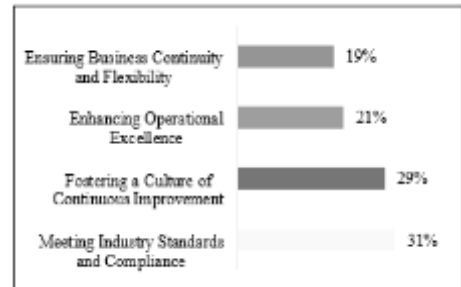 Ensuring Business Continuity
and Flexibility
19%
Enhancing Operational
Excellence
21%
Fostering a Culture of
Continuous Improvement
29%
Meeting Industry Standards
and Compliance
31%